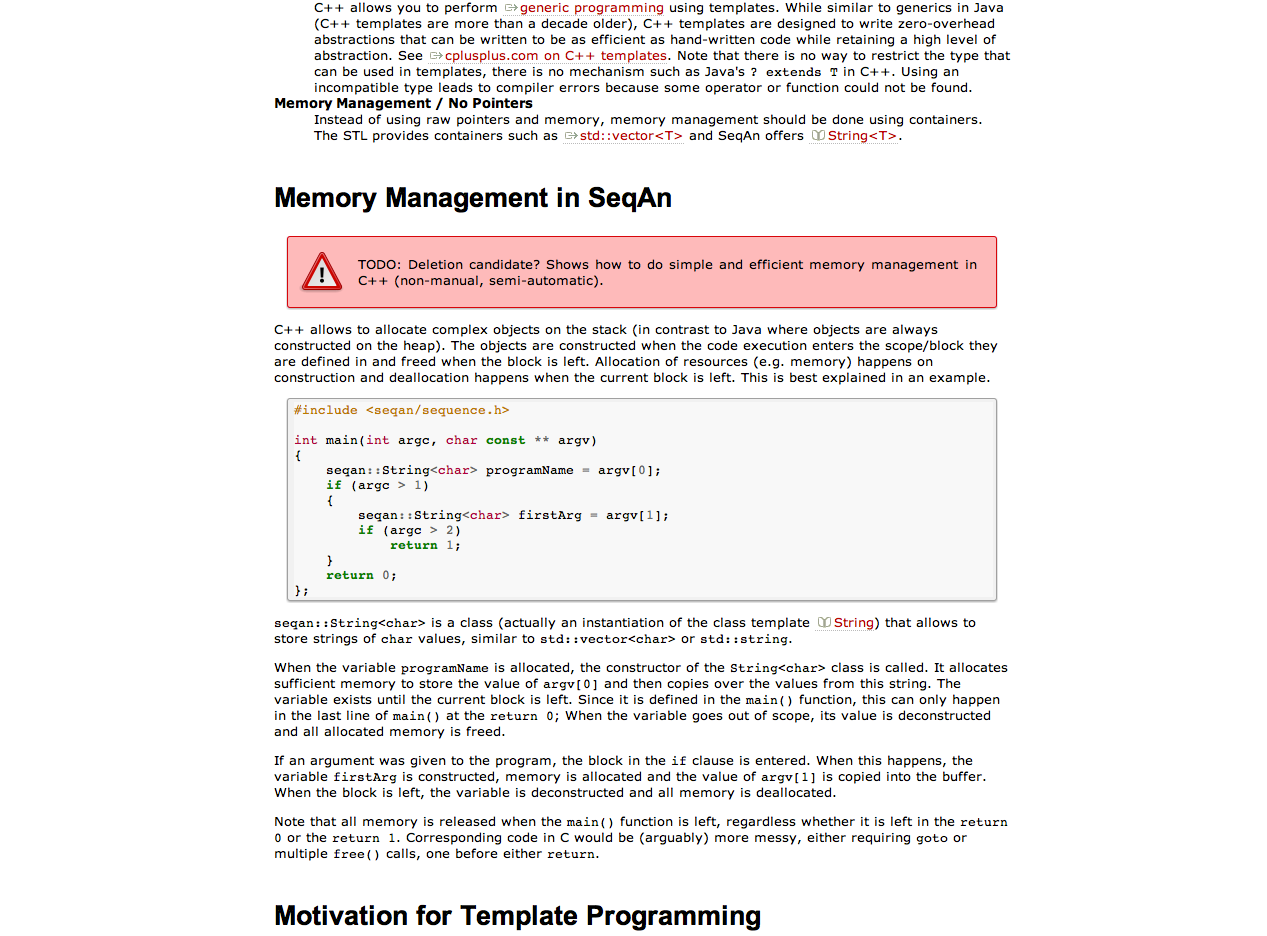 C++ allows you to perform generic programming using templates. While similar to generics in Java
(C++ templates are more than a decade older), C++ templates are designed to write zero-overhead
abstractions that can be written to be as efficient as hand-written code while retaining a high level of
abstraction. See cplusplus.com on C++ templates. Note that there is no way to restrict the type that
can be used in templates, there is no mechanism such as Java's ? extends T in C++. Using an
incompatible type leads to compiler errors because some operator or function could not be found.
Memory Management / No Pointers
Instead of using raw pointers and memory, memory management should be done using containers.
The STL provides containers such as std::vector<T> and SeqAn offers String<T>.
Memory Management in SeqAn
TODO: Deletion candidate? Shows how to do simple and efficient memory management in
C++ (non-manual, semi-automatic).
C++ allows to allocate complex objects on the stack (in contrast to Java where objects are always
constructed on the heap). The objects are constructed when the code execution enters the scope/block they
are defined in and freed when the block is left. Allocation of resources (e.g. memory) happens on
construction and deallocation happens when the current block is left. This is best explained in an example.
#include <seqan/sequence.h>
int main(int argc, char const ** argv)
{
    seqan::String<char> programName = argv[0];
    if (argc > 1)
    {
        seqan::String<char> firstArg = argv[1];
        if (argc > 2)
            return 1;
    }
    return 0;
};
seqan::String<char> is a class (actually an instantiation of the class template String) that allows to
store strings of char values, similar to std::vector<char> or std::string.
When the variable programName is allocated, the constructor of the String<char> class is called. It allocates
sufficient memory to store the value of argv[0] and then copies over the values from this string. The
variable exists until the current block is left. Since it is defined in the main() function, this can only happen
in the last line of main() at the return 0; When the variable goes out of scope, its value is deconstructed
and all allocated memory is freed.
If an argument was given to the program, the block in the if clause is entered. When this happens, the
variable firstArg is constructed, memory is allocated and the value of argv[1] is copied into the buffer.
When the block is left, the variable is deconstructed and all memory is deallocated.
Note that all memory is released when the main() function is left, regardless whether it is left in the return
0 or the return 1. Corresponding code in C would be (arguably) more messy, either requiring goto or
multiple free() calls, one before either return.
Motivation for Template Programming